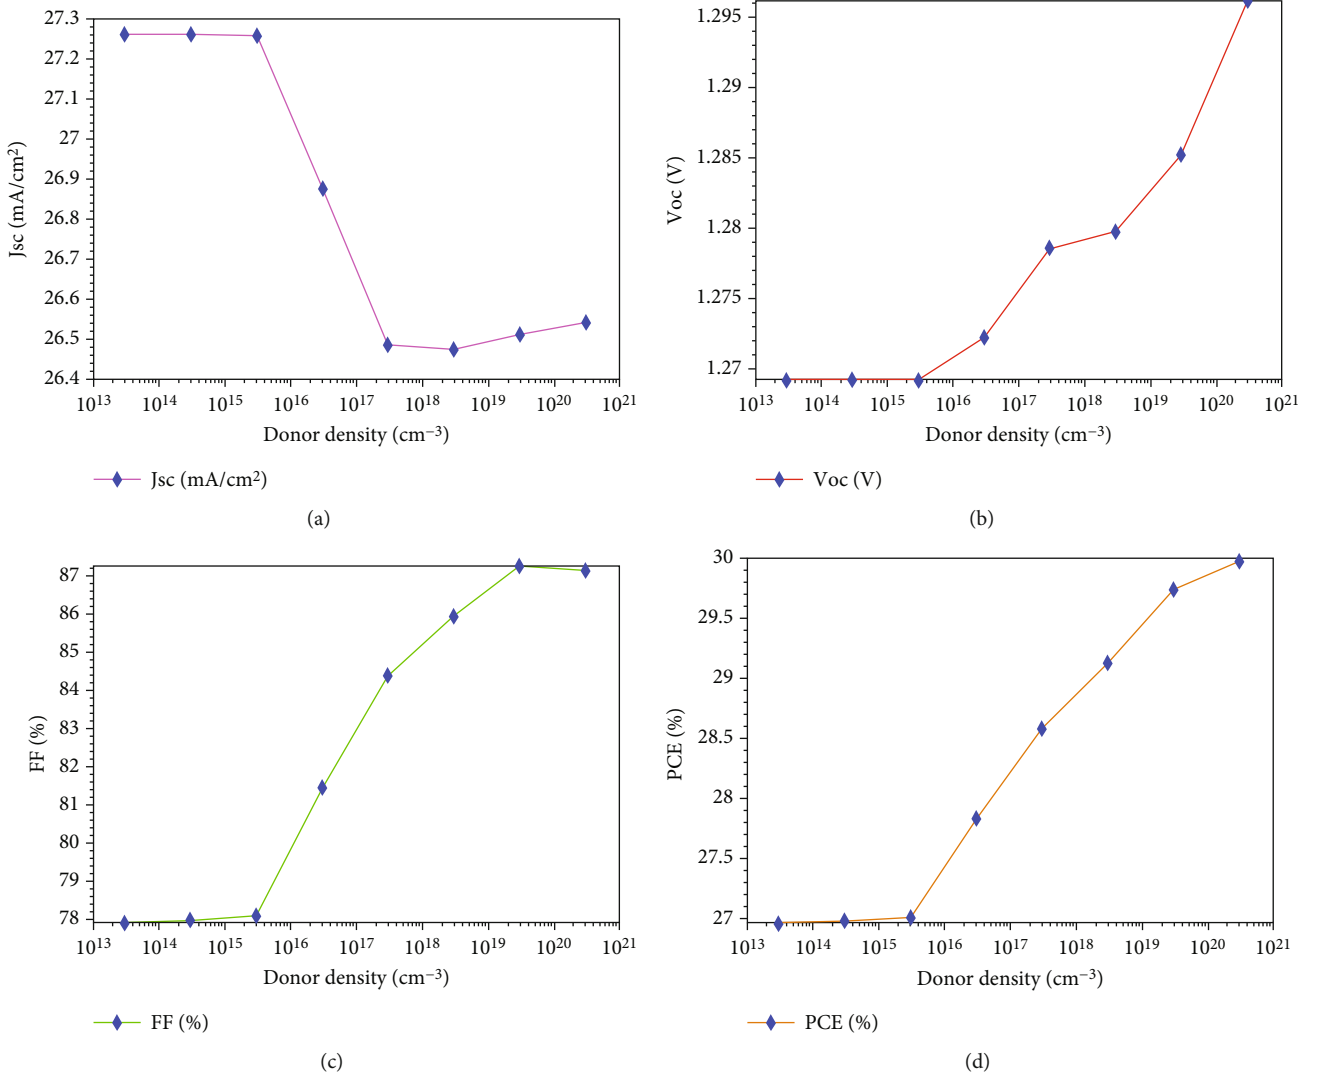 27.3
27.2
27.1
27
26.9
26.8
26.7
26.6
26.5
26.4
Jsc (mA/cm²)
10¹³ 10¹⁴ 10¹⁵ 10¹⁶ 10¹⁷ 10¹⁸ 10¹⁹ 10²⁰ 10²¹
Donor density (cm⁻³)
Jsc (mA/cm²)
(a)
1.295
1.29
1.285
1.28
1.275
1.27
Voc (V)
10¹³ 10¹⁴ 10¹⁵ 10¹⁶ 10¹⁷ 10¹⁸ 10¹⁹ 10²⁰ 10²¹
Donor density (cm⁻³)
Voc (V)
(b)
87
86
85
84
83
82
81
80
79
78
FF (%)
10¹³ 10¹⁴ 10¹⁵ 10¹⁶ 10¹⁷ 10¹⁸ 10¹⁹ 10²⁰ 10²¹
Donor density (cm⁻³)
FF (%)
(c)
30
29.5
29
28.5
28
27.5
27
PCE (%)
10¹³ 10¹⁴ 10¹⁵ 10¹⁶ 10¹⁷ 10¹⁸ 10¹⁹ 10²⁰ 10²¹
Donor density (cm⁻³)
PCE (%)
(d)